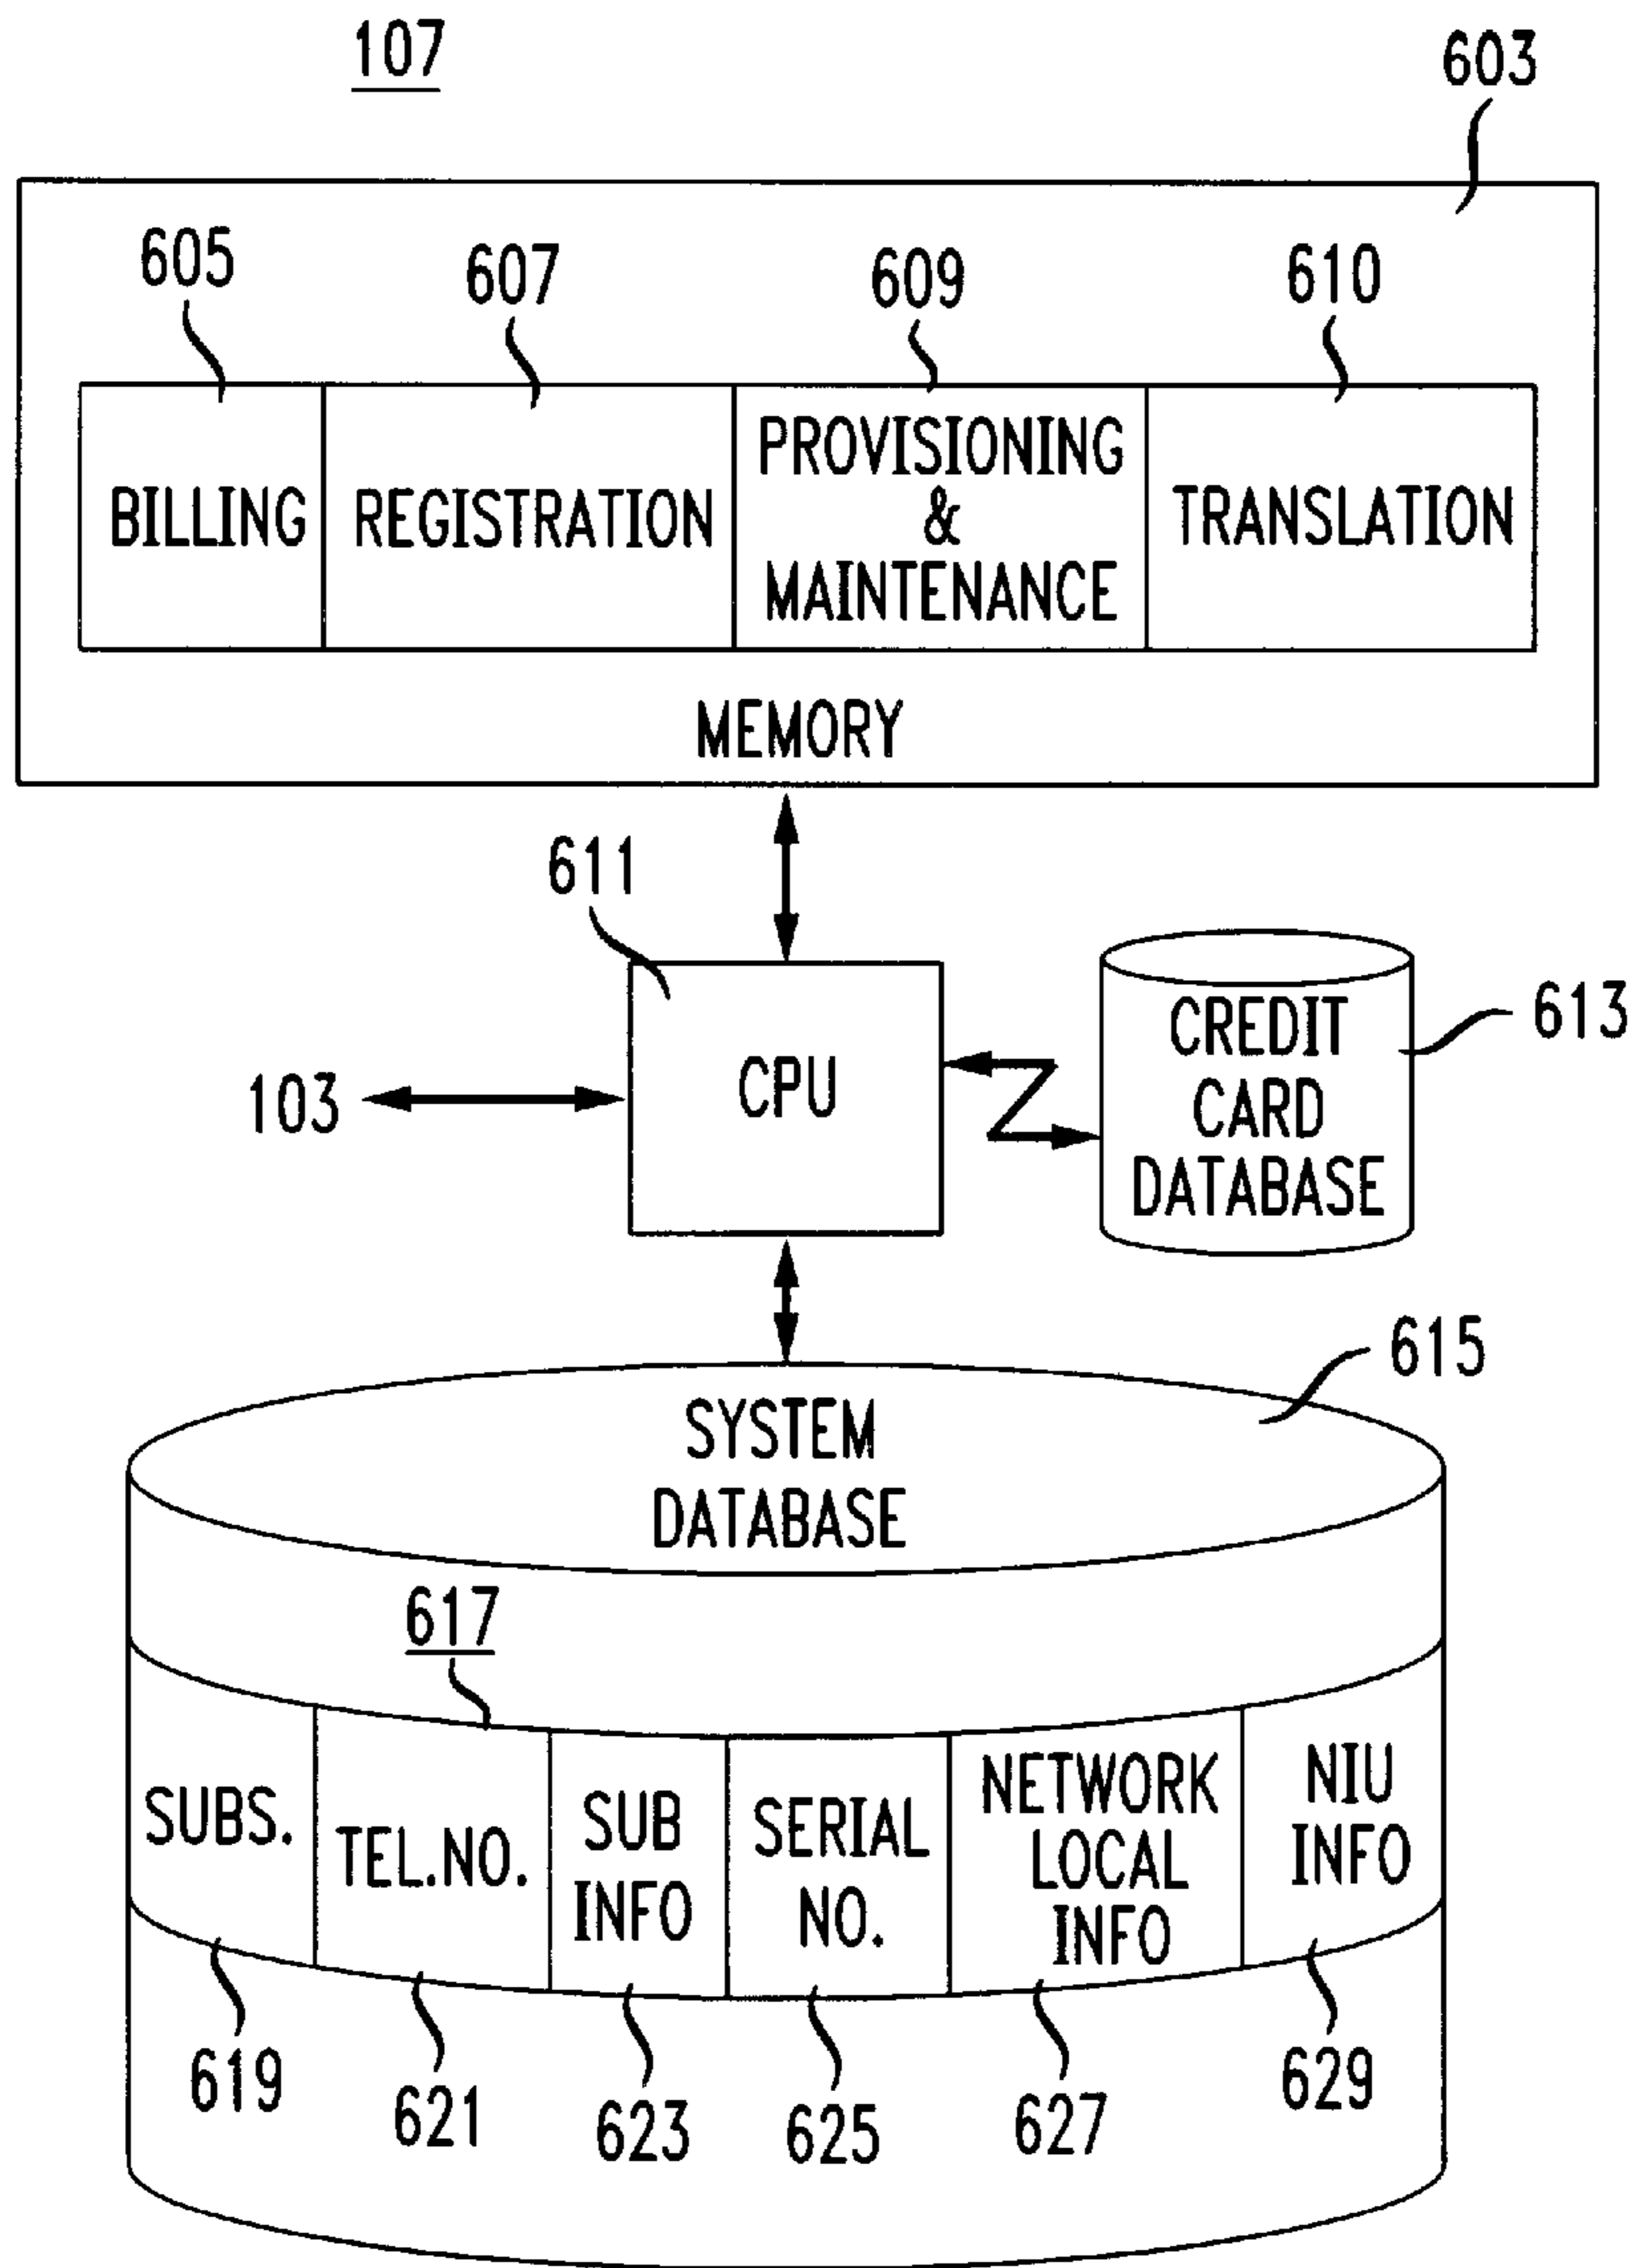 107
603
605
607
609
610
BILLING
REGISTRATION
PROVISIONING
&
MAINTENANCE
TRANSLATION
MEMORY
611
CPU
103
CREDIT
CARD
DATABASE
613
615
SYSTEM
DATABASE
617
SUBS.
TEL.NO.
SUB
INFO
SERIAL
NO.
NETWORK
LOCAL
INFO
NIU
INFO
619
621
623
625
627
629